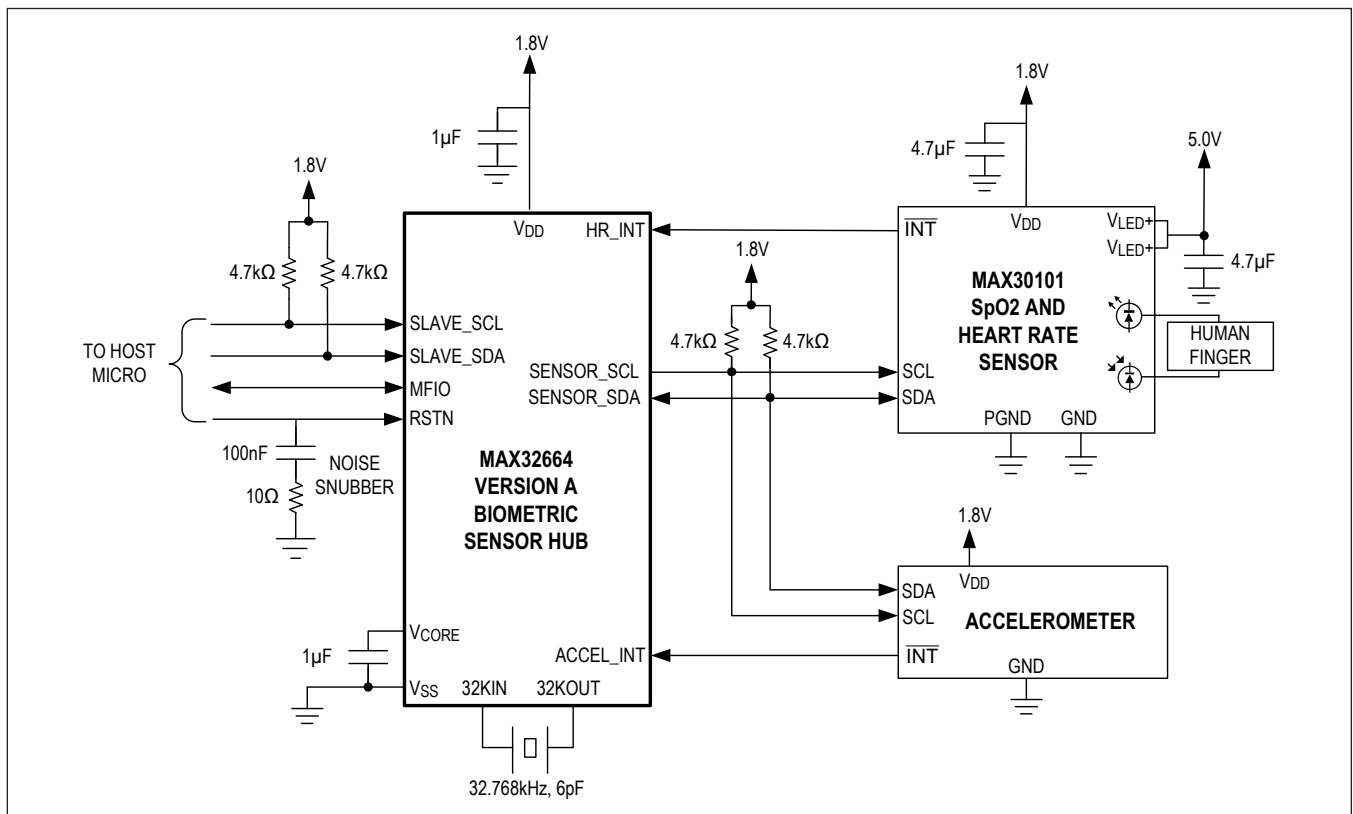 1.8V
1µF
1.8V
4.7kΩ
4.7kΩ
TO HOST
MICRO
SLAVE_SCL
SLAVE_SDA
MFIO
RSTN
100nF
10Ω
NOISE
SNUBBER
VDD
HR_INT
SENSOR_SCL
SENSOR_SDA
MAX32664
VERSION A
BIOMETRIC
SENSOR HUB
VCORE
1µF
VSS
32KIN
32KOUT
ACCEL_INT
32.768kHz, 6pF
1.8V
4.7kΩ
4.7kΩ
1.8V
4.7µF
5.0V
4.7µF
INT
VDD
VLED+
VLED+
MAX30101
SpO2 AND
HEART RATE
SENSOR
HUMAN
FINGER
SCL
SDA
PGND
GND
1.8V
VDD
SDA
SCL
ACCELEROMETER
INT
GND